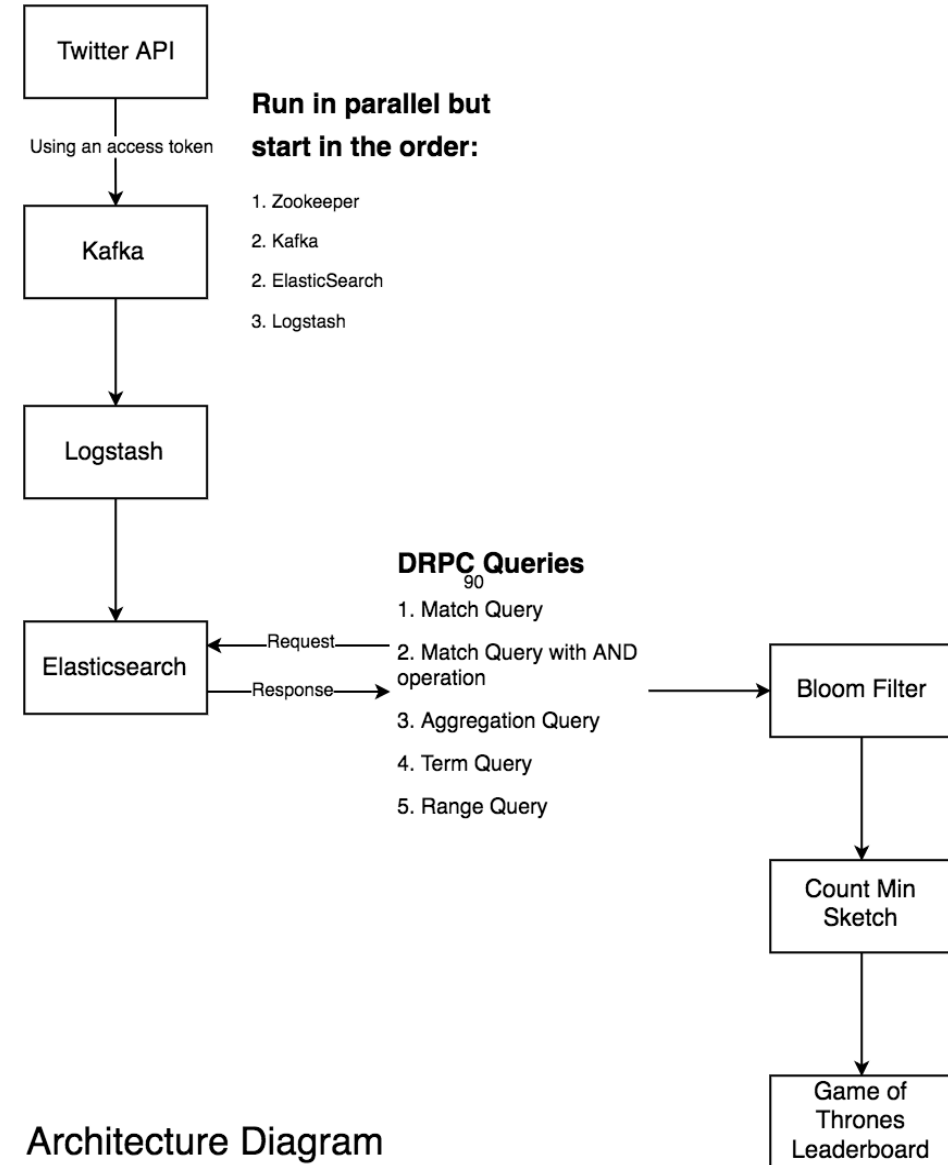 Twitter API
Using an access token
Run in parallel but
start in the order:
1. Zookeeper
2. Kafka
2. ElasticSearch
3. Logstash
Kafka
Logstash
Elasticsearch
Request
Response
DRPC Queries
90
1. Match Query
2. Match Query with AND
operation
3. Aggregation Query
4. Term Query
5. Range Query
Bloom Filter
Count Min
Sketch
Game of
Thrones
Leaderboard
Architecture Diagram